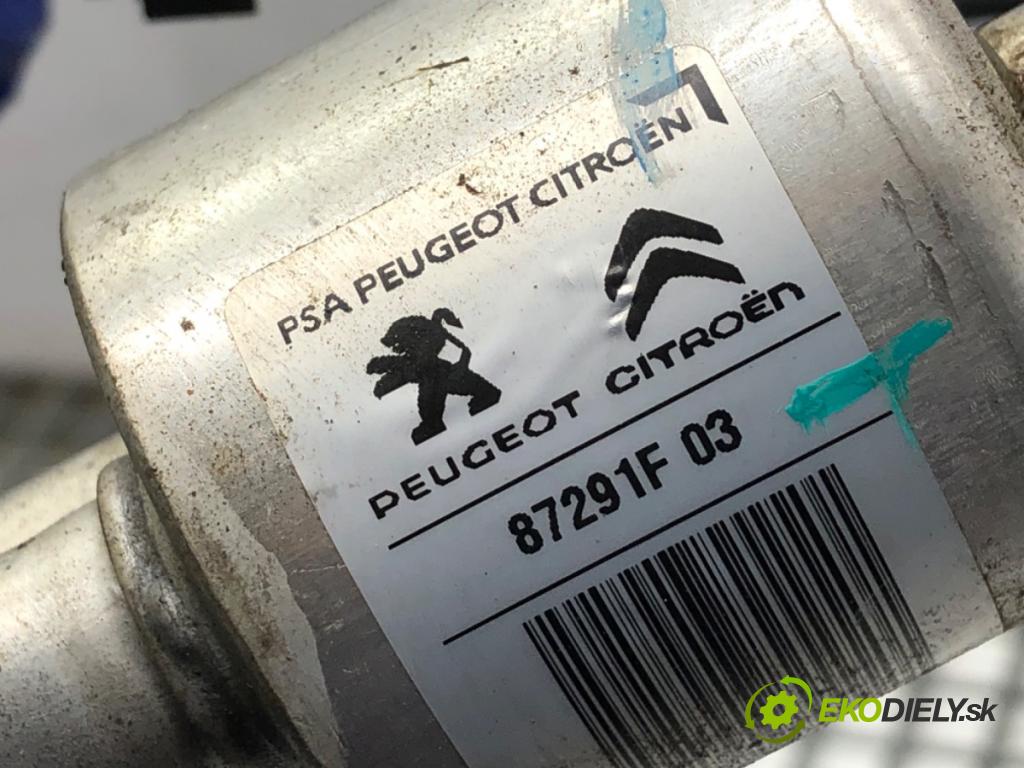 PSA PEUGEOT CITROËN
PEUGEOT CITROËN
87291F 03
EKODIELY.sk